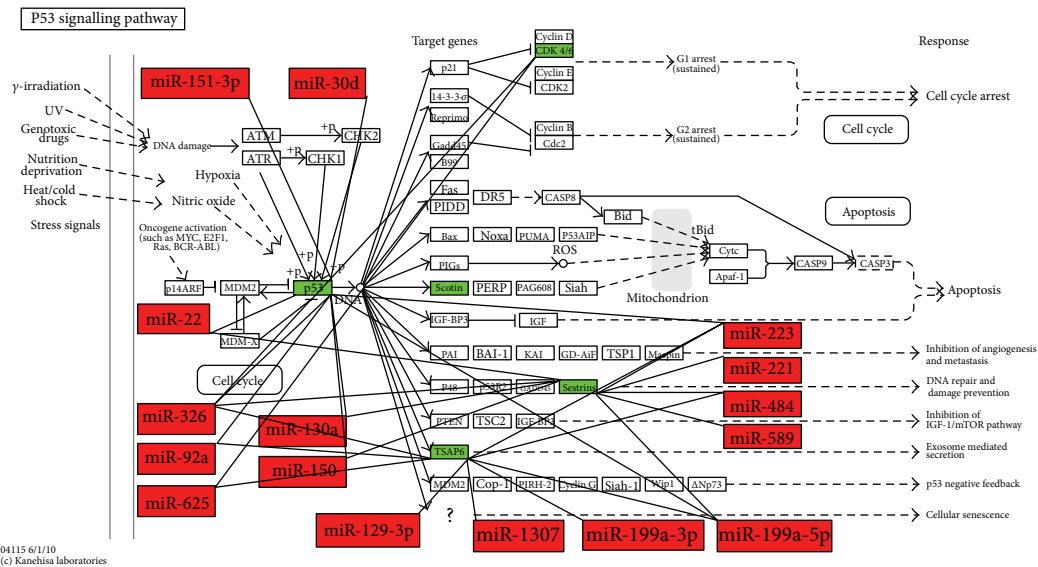 P53 signalling pathway
Target genes
Response
γ-irradiation
UV
Genotoxic
drugs
Nutrition
deprivation
Heat/cold
shock
Stress signals
miR-151-3p
miR-30d
DNA damage
ATM
ATR
+p
+p
CHK2
CHK1
Hypoxia
Nitric oxide
Oncogene activation
(such as MYC, E2F1,
Ras, BCR-ABL)
p14ARF
MDM2
MDM-X
+p
+p
+p
p53
DNA
Cell cycle
p21
14-3-3-σ
Reprimo
Gadd45
B99
Cyclin D
CDK 4/6
Cyclin E
CDK2
Cyclin B
Cdc2
G1 arrest
(sustained)
G2 arrest
(sustained)
Cell cycle arrest
Cell cycle
Fas
PIDD
DR5
CASP8
Bid
tBid
Bax
Noxa
PUMA
P53AIP
ROS
PIGs
Scotin
PERP
PAG608
Siah
Mitochondrion
Cytc
Apaf-1
CASP9
CASP3
Apoptosis
Apoptosis
IGF-BP3
IGF
PAI
BAI-1
KAI
GD-AiF
TSP1
Maspin
Inhibition of angiogenesis
and metastasis
P48
p53R2
GADD45
Sestrins
DNA repair and
damage prevention
PTEN
TSC2
IGF-BP3
Inhibition of
IGF-1/mTOR pathway
TSAP6
Exosome mediated
secretion
MDM2
Cop-1
PIRH-2
Cyclin G
Siah-1
Wip1
ΔNp73
p53 negative feedback
?
Cellular senescence
miR-22
miR-326
miR-92a
miR-625
miR-130a
miR-150
miR-129-3p
miR-1307
miR-199a-3p
miR-199a-5p
miR-223
miR-221
miR-484
miR-589
04115 6/1/10
(c) Kanehisa laboratories